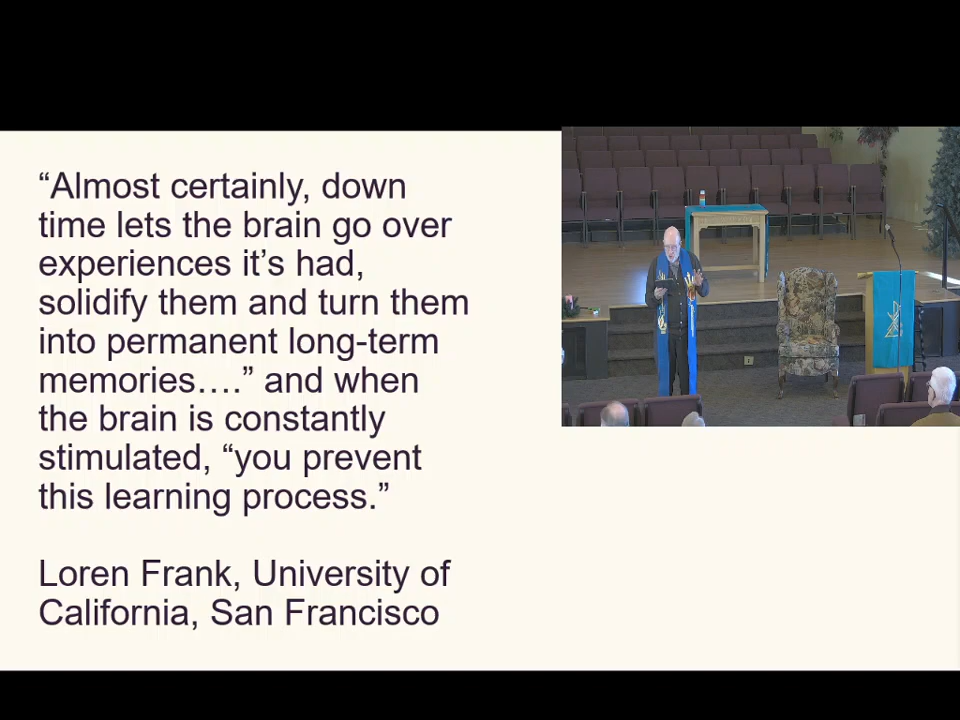 “Almost certainly, down
time lets the brain go over
experiences it’s had,
solidify them and turn them
into permanent long-term
memories….” and when
the brain is constantly
stimulated, “you prevent
this learning process.”
Loren Frank, University of
California, San Francisco